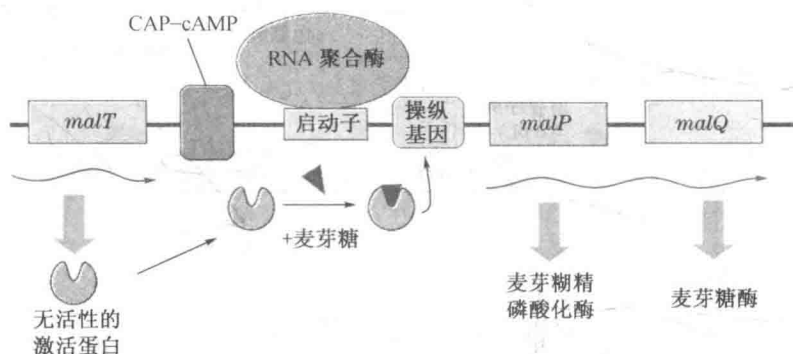 CAP–cAMP
RNA 聚合酶
malT
启动子
操纵
基因
malP
malQ
+麦芽糖
无活性的
激活蛋白
麦芽糊精
磷酸化酶
麦芽糖酶